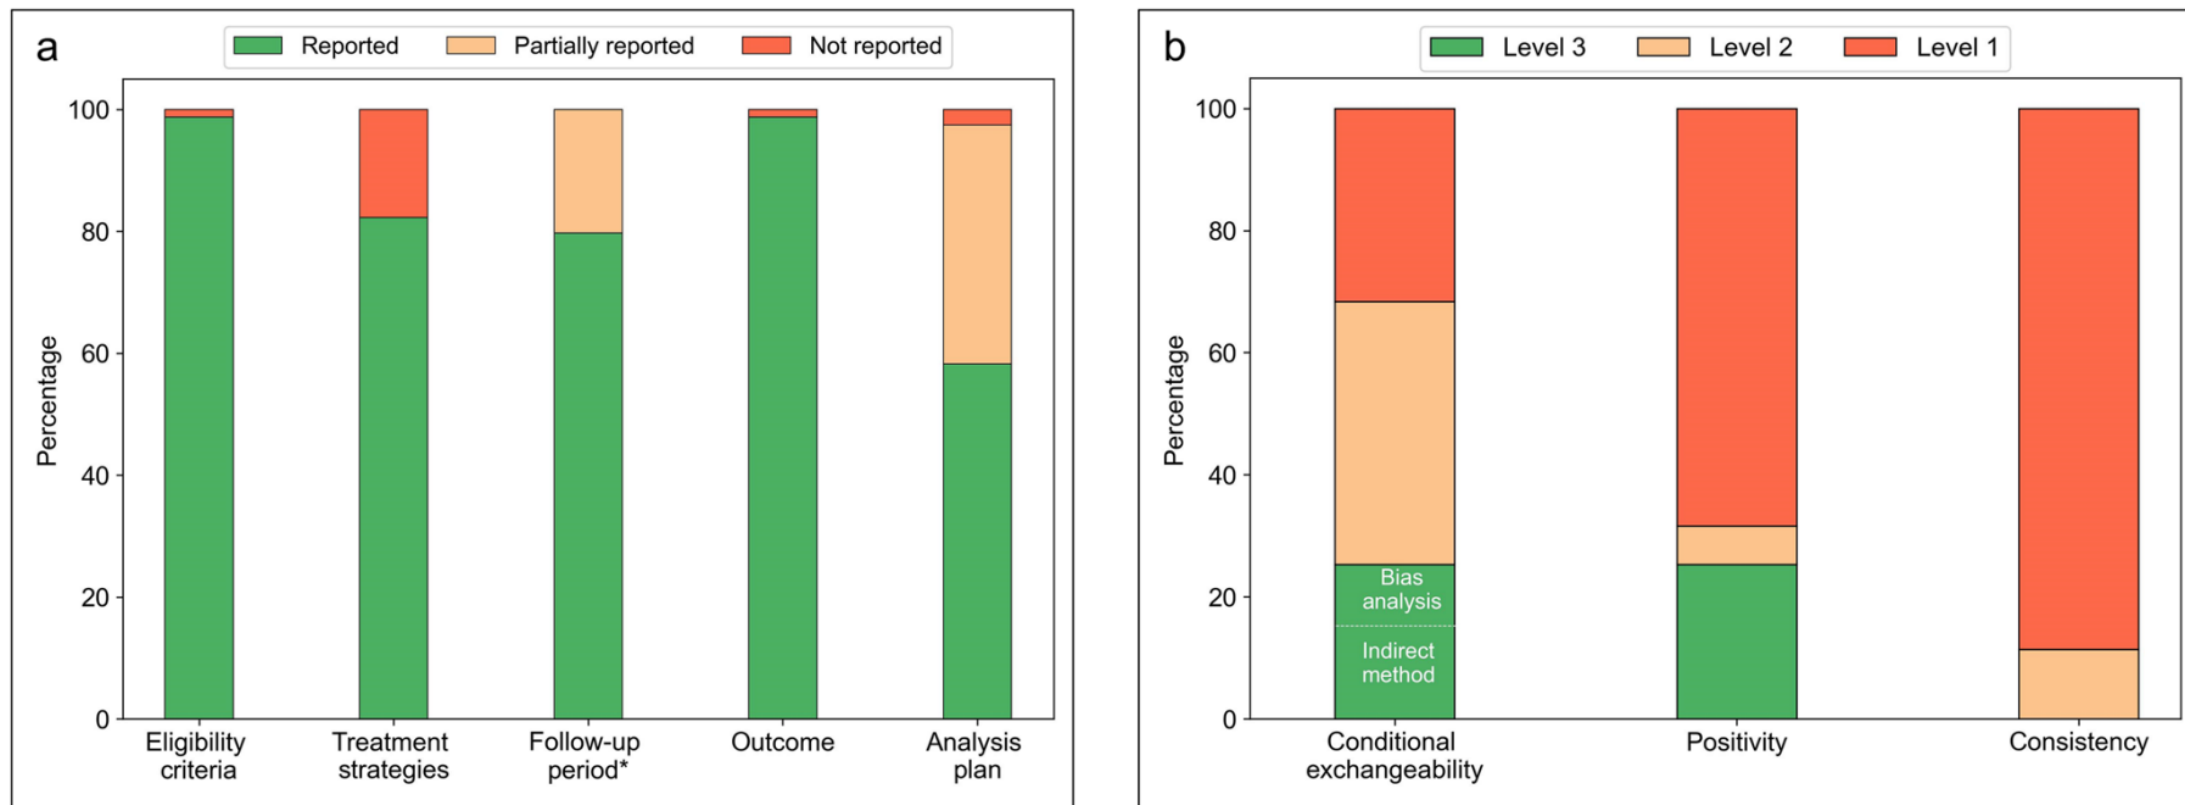 a
Reported
Partially reported
Not reported
100
80
60
40
20
0
Percentage
Eligibility
criteria
Treatment
strategies
Follow-up
period*
Outcome
Analysis
plan
b
Level 3
Level 2
Level 1
100
80
60
40
20
0
Percentage
Bias
analysis
Indirect
method
Conditional
exchangeability
Positivity
Consistency